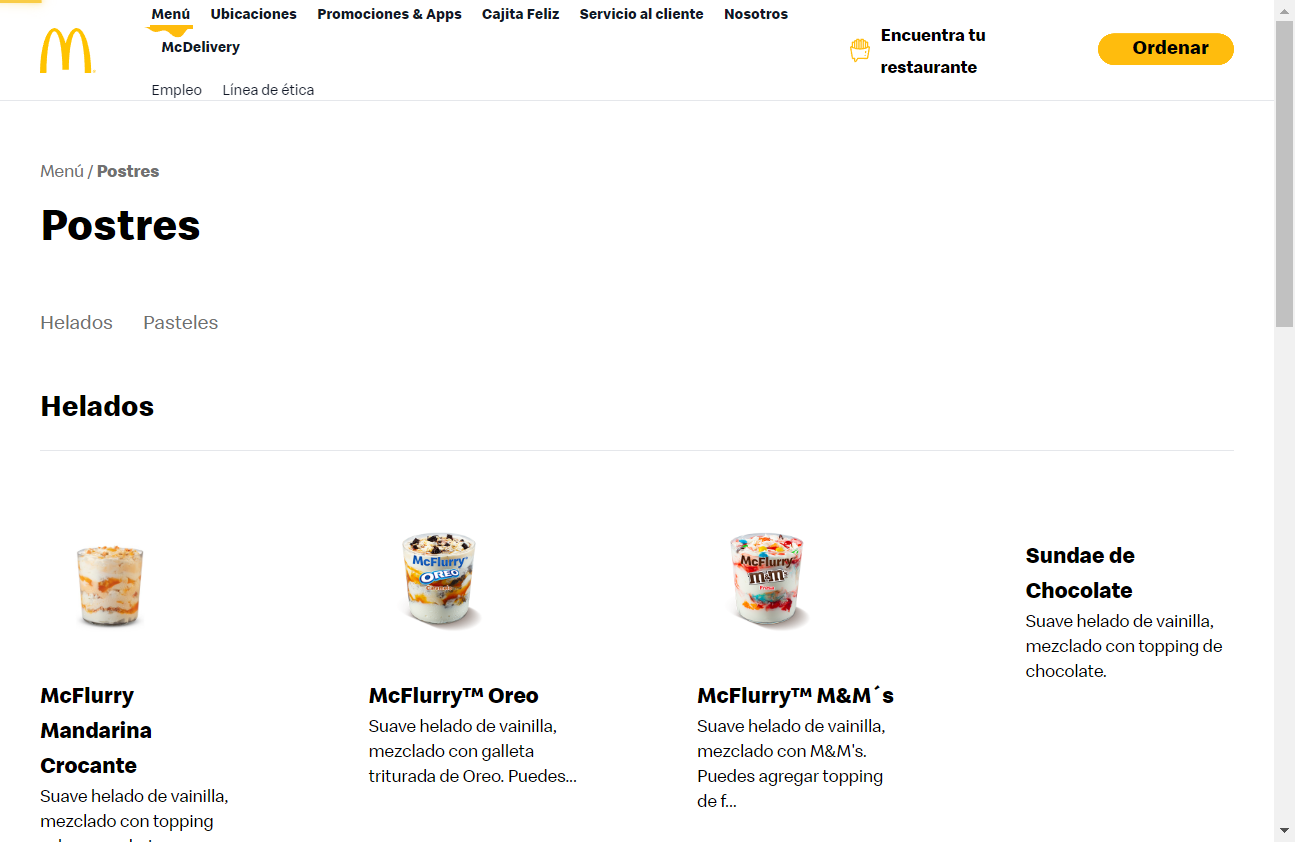 Menú Ubicaciones Promociones & Apps Cajita Feliz Servicio al cliente Nosotros
McDelivery
Empleo Línea de ética
Encuentra tu
restaurante
Ordenar
Menú / Postres
Postres
Helados Pasteles
Helados
McFlurry
OREO
McFlurry
m&m's
McFlurry
Mandarina
Crocante
Suave helado de vainilla,
mezclado con topping
McFlurry™ Oreo
Suave helado de vainilla,
mezclado con galleta
triturada de Oreo. Puedes...
McFlurry™ M&M´s
Suave helado de vainilla,
mezclado con M&M's.
Puedes agregar topping
de f...
Sundae de
Chocolate
Suave helado de vainilla,
mezclado con topping de
chocolate.